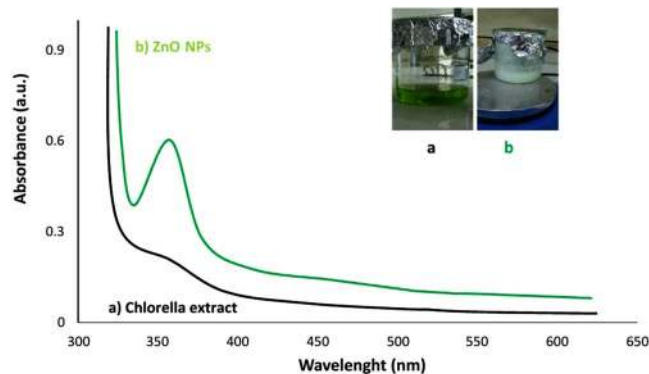 0.9
b) ZnO NPs
a b
Absorbance (a.u.)
0.6
0.3
a) Chlorella extract
0
300 350 400 450 500 550 600 650
Wavelenght (nm)